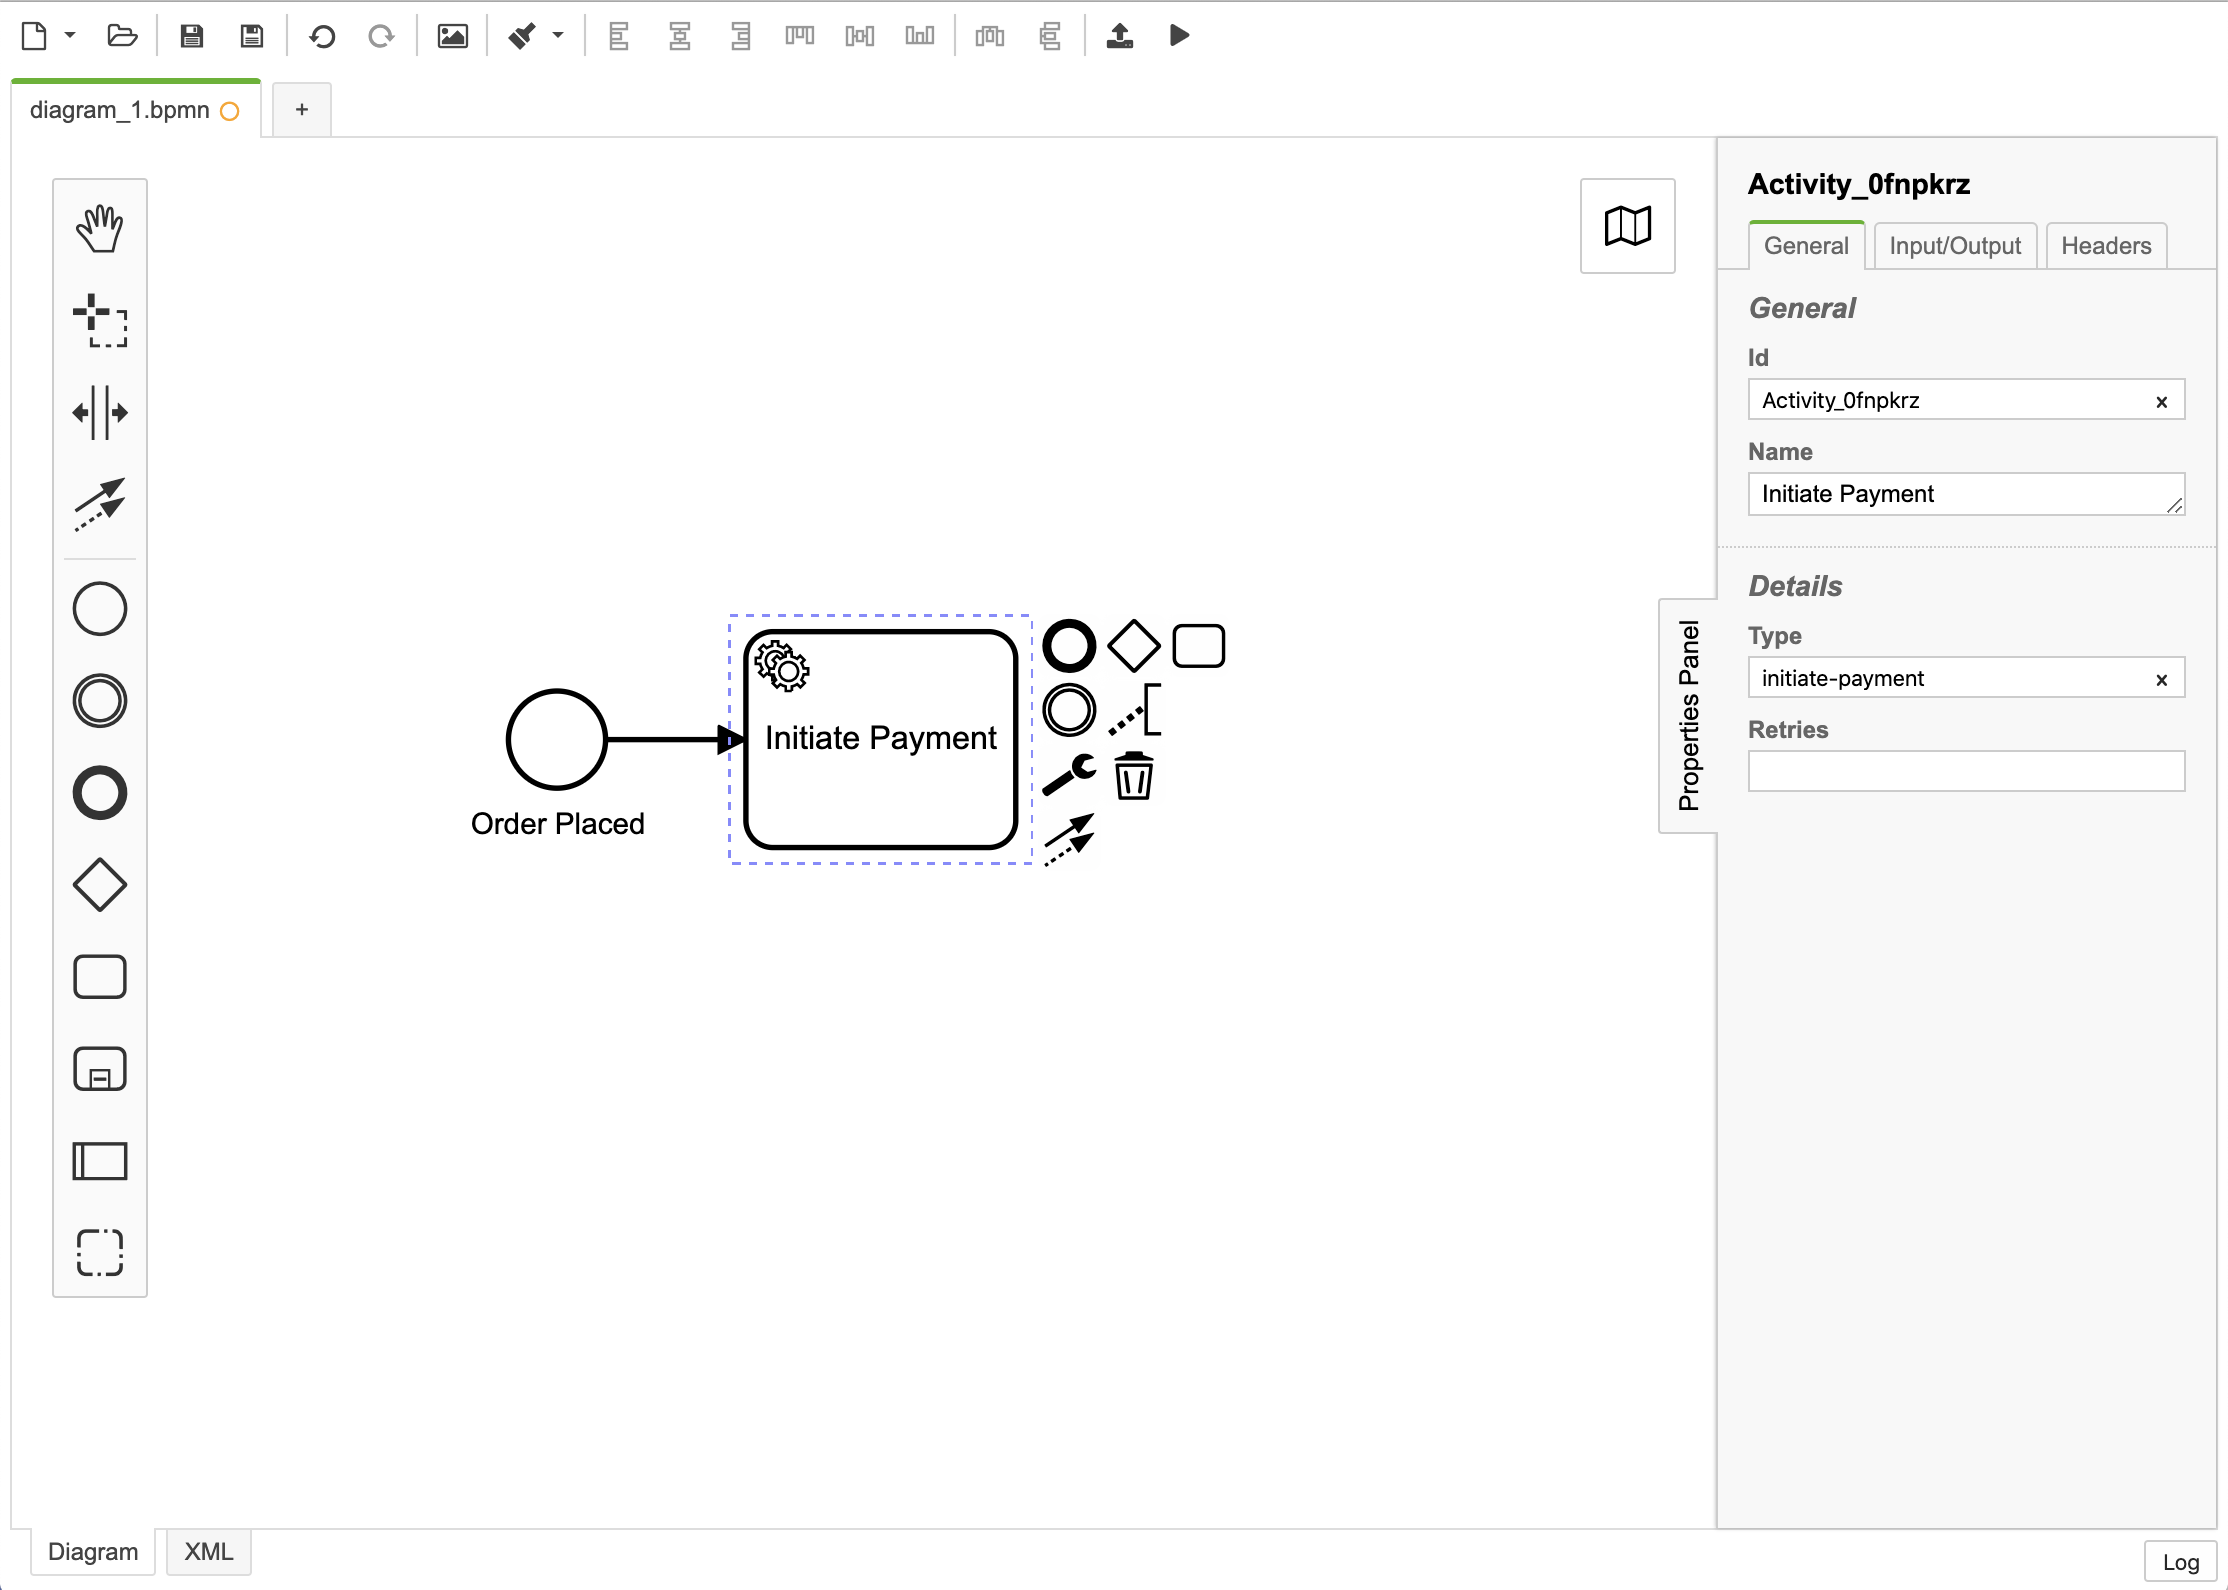 diagram_1.bpmn
+
Activity_0fnpkrz
General
Input/Output
Headers
General
Id
Activity_0fnpkrz
x
Name
Initiate Payment
Details
Type
initiate-payment
x
Retries
Properties Panel
Initiate Payment
Order Placed
Diagram
XML
Log